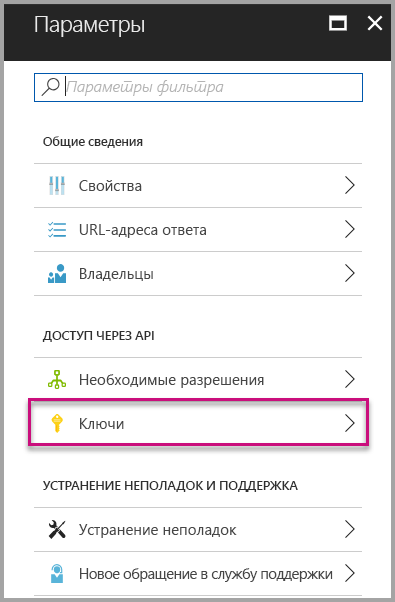 Параметры
Параметры фильтра
Общие сведения
Свойства
URL-адреса ответа
Владельцы
ДОСТУП ЧЕРЕЗ API
Необходимые разрешения
Ключи
УСТРАНЕНИЕ НЕПОЛАДОК И ПОДДЕРЖКА
Устранение неполадок
Новое обращение в службу поддержки